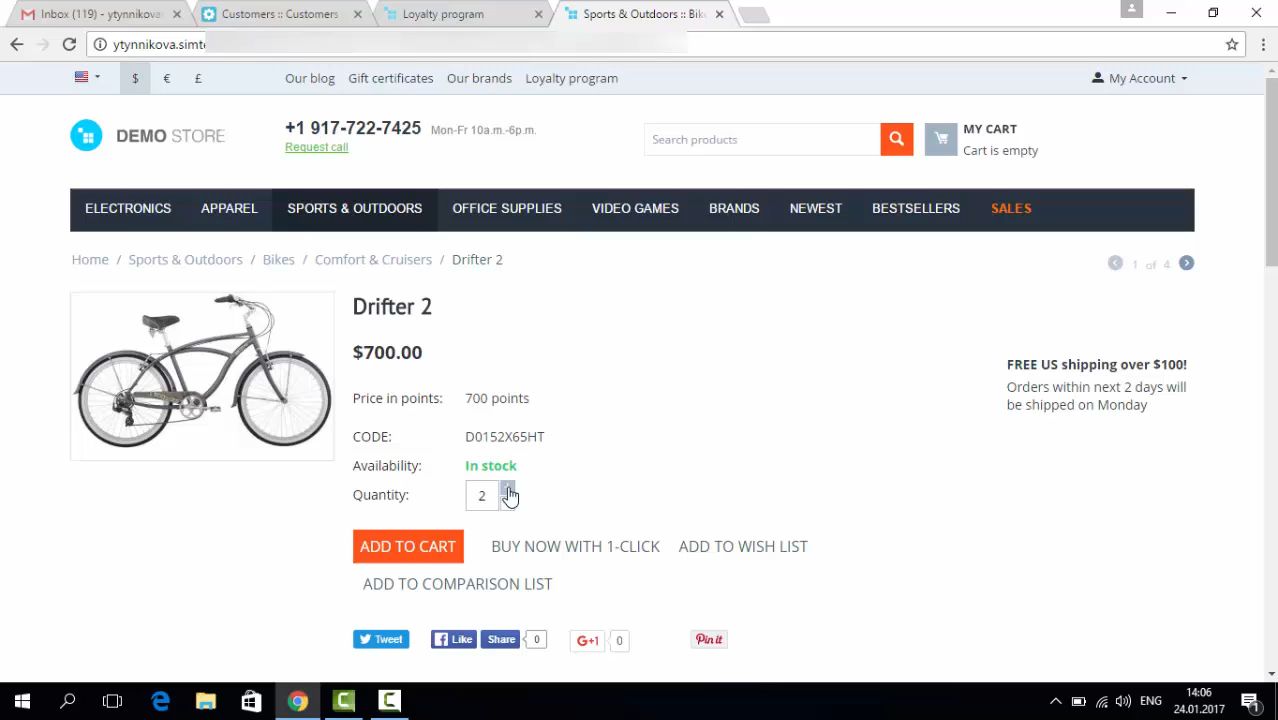 Inbox (119) - ytynnikova
Customers :: Customers
Loyalty program
Sports & Outdoors :: Bik
ytynnikova.simte
$ € £ Our blog Gift certificates Our brands Loyalty program My Account
DEMO STORE
+1 917-722-7425 Mon-Fr 10a.m.-6p.m.
Request call
Search products
MY CART
Cart is empty
ELECTRONICS APPAREL SPORTS & OUTDOORS OFFICE SUPPLIES VIDEO GAMES BRANDS NEWEST BESTSELLERS SALES
Home / Sports & Outdoors / Bikes / Comfort & Cruisers / Drifter 2
1 of 4
Drifter 2
$700.00
Price in points: 700 points
CODE: D0152X65HT
Availability: In stock
Quantity: 2
FREE US shipping over $100!
Orders within next 2 days will
be shipped on Monday
ADD TO CART BUY NOW WITH 1-CLICK ADD TO WISH LIST
ADD TO COMPARISON LIST
Tweet Like Share 0 G+1 0 Pin it
ENG
14:06
24.01.2017
1